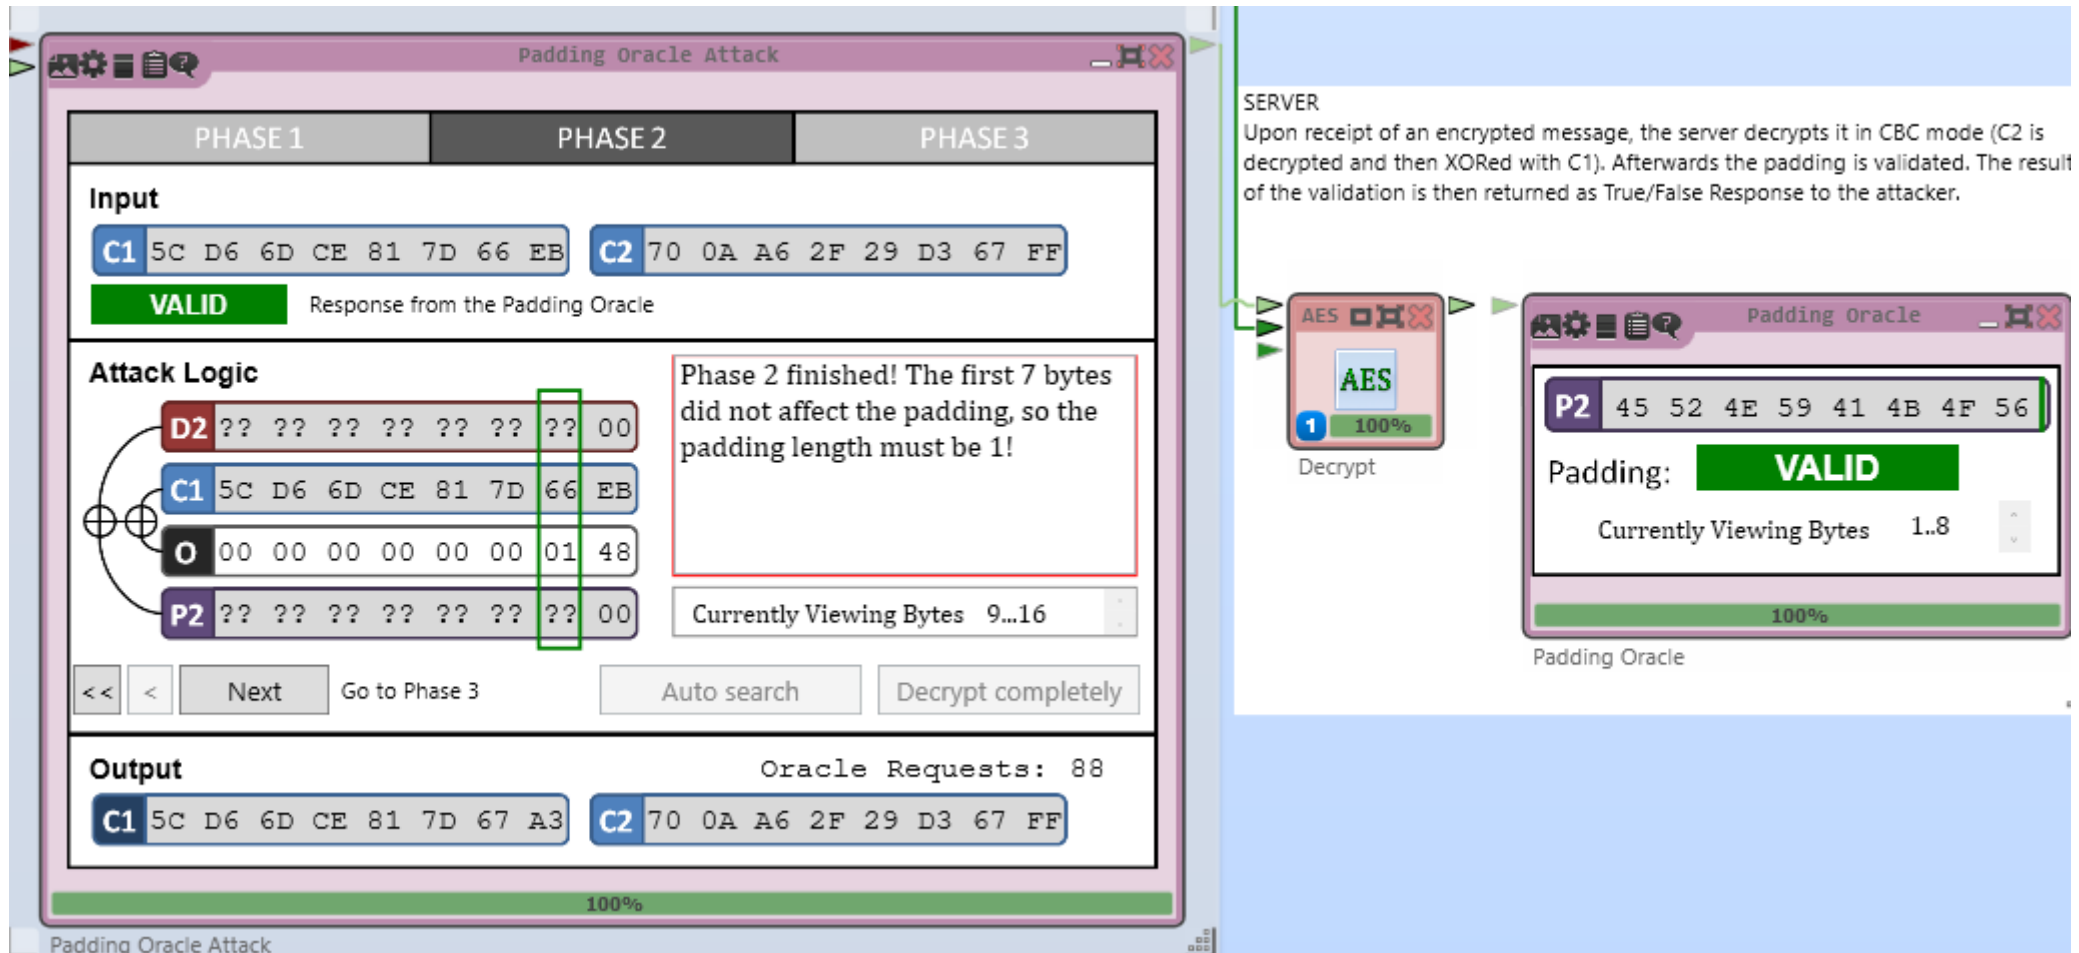 Padding Oracle Attack
PHASE 1 PHASE 2 PHASE 3
Input
C1 5C D6 6D CE 81 7D 66 EB C2 70 0A A6 2F 29 D3 67 FF
VALID Response from the Padding Oracle
Attack Logic
D2 ?? ?? ?? ?? ?? ?? ?? 00
C1 5C D6 6D CE 81 7D 66 EB
O 00 00 00 00 00 00 01 48
P2 ?? ?? ?? ?? ?? ?? ?? 00
Phase 2 finished! The first 7 bytes
did not affect the padding, so the
padding length must be 1!
Currently Viewing Bytes 9...16
<< < Next Go to Phase 3 Auto search Decrypt completely
Output Oracle Requests: 88
C1 5C D6 6D CE 81 7D 67 A3 C2 70 0A A6 2F 29 D3 67 FF
100%
Padding Oracle Attack
SERVER
Upon receipt of an encrypted message, the server decrypts it in CBC mode (C2 is
decrypted and then XORed with C1). Afterwards the padding is validated. The result
of the validation is then returned as True/False Response to the attacker.
AES
AES
1 100%
Decrypt
Padding Oracle
P2 45 52 4E 59 41 4B 4F 56
Padding: VALID
Currently Viewing Bytes 1..8
100%
Padding Oracle